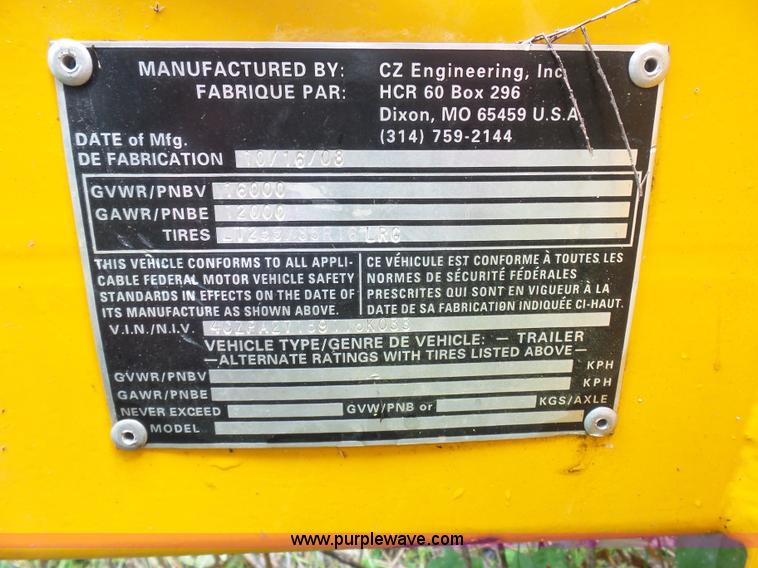 MANUFACTURED BY: CZ Engineering, Inc
FABRIQUE PAR: HCR 60 Box 296
Dixon, MO 65459 U.S.A
(314) 759-2144
DATE of Mfg.
DE FABRICATION 10/16/08
GVWR/PNBV 16000
GAWR/PNBE 12000
TIRES LRG
THIS VEHICLE CONFORMS TO ALL APPLI-
CABLE FEDERAL MOTOR VEHICLE SAFETY
STANDARDS IN EFFECTS ON THE DATE OF
ITS MANUFACTURE AS SHOWN ABOVE.
CE VÉHICULE EST CONFORME À TOUTES LES
NORMES DE SÉCURITÉ FÉDÉRALES
PRESCRITES QUI SONT EN VIGUEUR À LA
DATE DE SA FABRICATION INDIQUÉE CI-HAUT.
V.I.N./N.I.V.
VEHICLE TYPE/GENRE DE VEHICLE: — TRAILER
—ALTERNATE RATINGS WITH TIRES LISTED ABOVE—
GVWR/PNBV KPH
GAWR/PNBE KPH
NEVER EXCEED GVW/PNB or KGS/AXLE
MODEL
www.purplewave.com